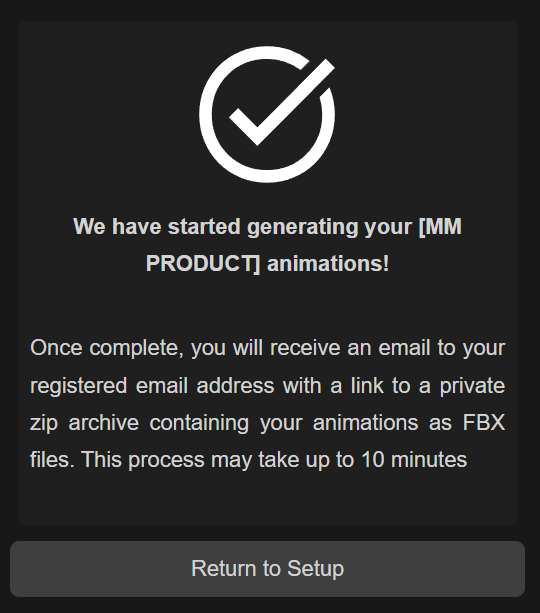 We have started generating your [MM
PRODUCT] animations!
Once complete, you will receive an email to your
registered email address with a link to a private
zip archive containing your animations as FBX
files. This process may take up to 10 minutes
Return to Setup